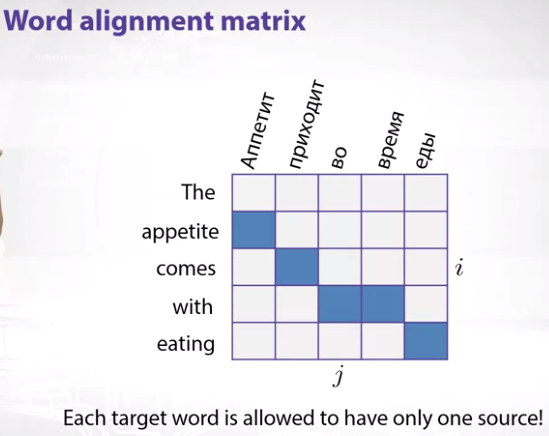 Word alignment matrix
Аппетит приходит во время еды
The
appetite
comes
with
eating
i
j
Each target word is allowed to have only one source!